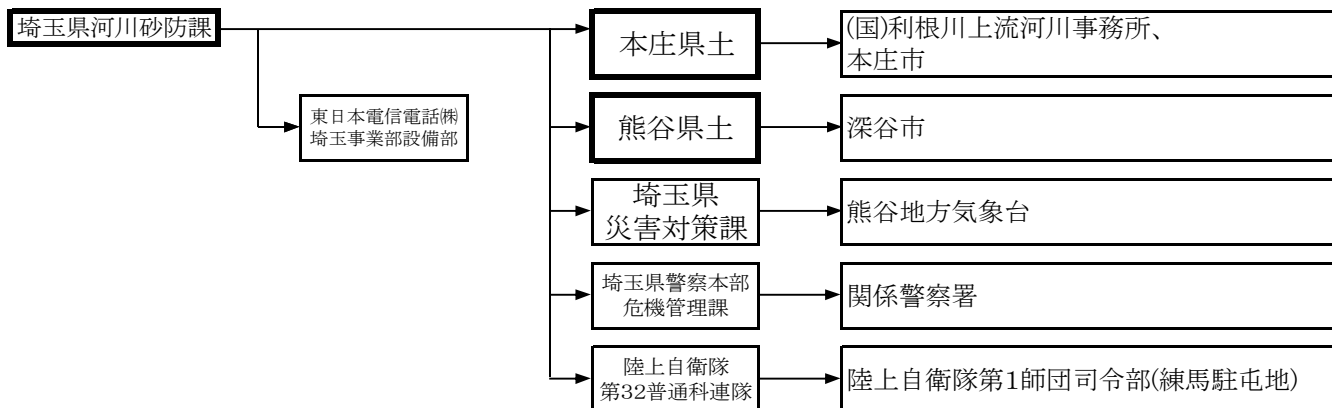 埼玉県河川砂防課
東日本電信電話㈱
埼玉事業部設備部
本庄県土
(国)利根川上流河川事務所、
本庄市
熊谷県土
深谷市
埼玉県
災害対策課
熊谷地方気象台
埼玉県警察本部
危機管理課
関係警察署
陸上自衛隊
第32普通科連隊
陸上自衛隊第1師団司令部(練馬駐屯地)